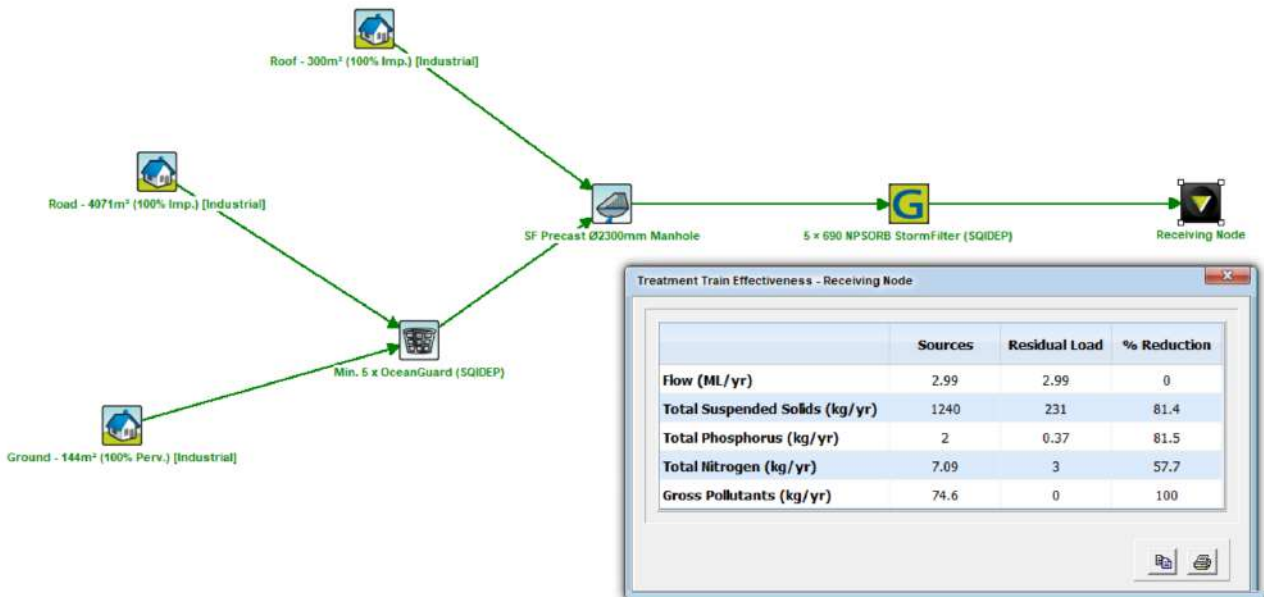 Roof - 300m² (100% Imp.) [Industrial]
Road - 4071m² (100% Imp.) [Industrial]
SF Precast Ø2300mm Manhole
G
5 x 690 NPSORB StormFilter (SQIDEP)
Receiving Node
Min. 5 x OceanGuard (SQIDEP)
Ground - 144m² (100% Perv.) [Industrial]
Treatment Train Effectiveness - Receiving Node
Sources Residual Load % Reduction
Flow (ML/yr) 2.99 2.99 0
Total Suspended Solids (kg/yr) 1240 231 81.4
Total Phosphorus (kg/yr) 2 0.37 81.5
Total Nitrogen (kg/yr) 7.09 3 57.7
Gross Pollutants (kg/yr) 74.6 0 100